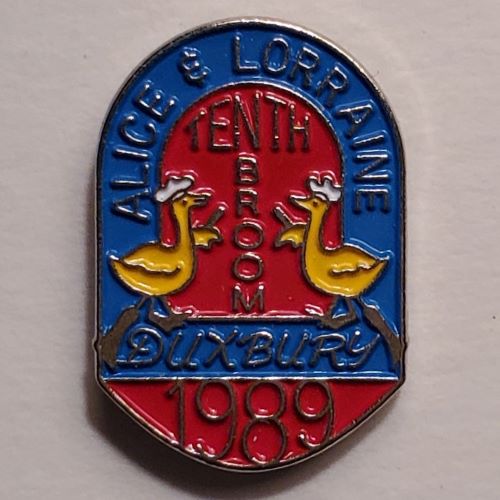 ALICE & LORRAINE
TENTH
BROOM
DUXBURY
1989